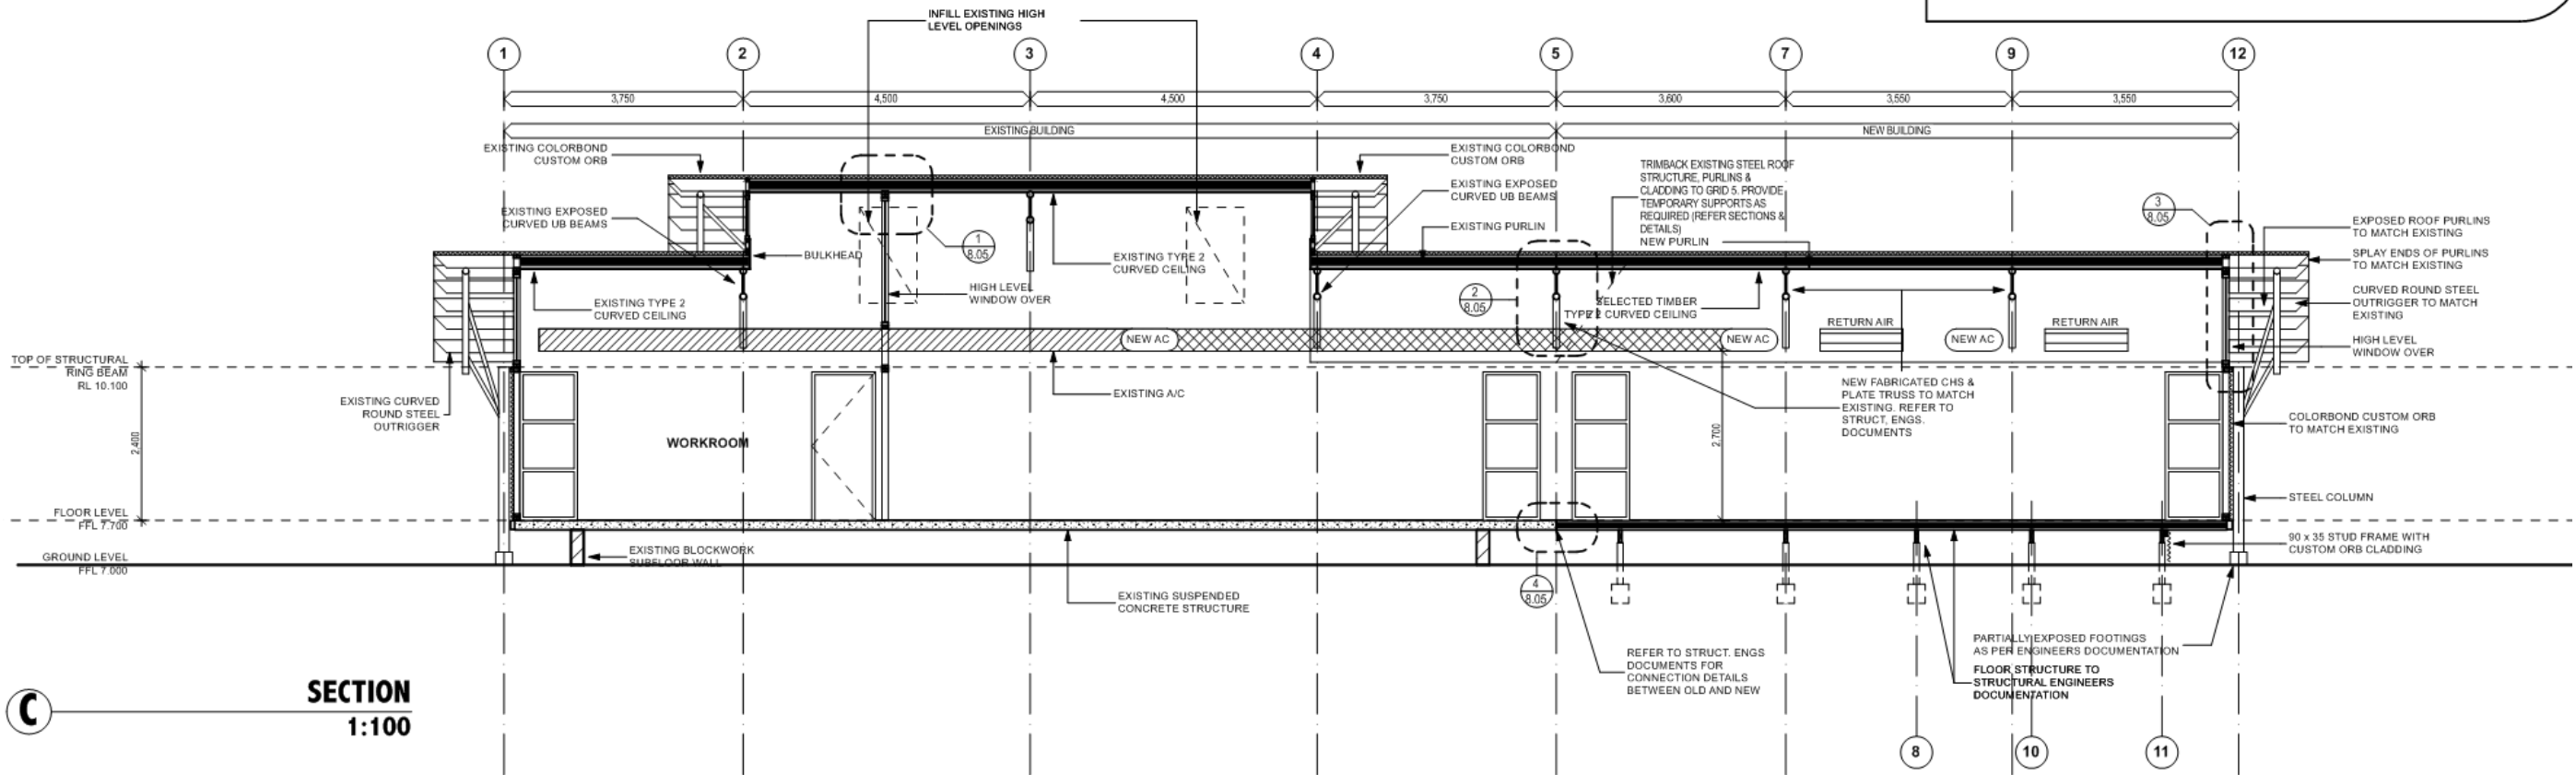 INFILL EXISTING HIGH
LEVEL OPENINGS
1
2
3
4
5
7
9
12
3,750
4,500
4,500
3,750
3,600
3,550
3,550
EXISTING BUILDING
NEW BUILDING
EXISTING COLORBOND
CUSTOM ORB
EXISTING EXPOSED
CURVED UB BEAMS
BULKHEAD
1
8.05
EXISTING TYPE 2
CURVED CEILING
HIGH LEVEL
WINDOW OVER
EXISTING TYPE 2
CURVED CEILING
EXISTING COLORBOND
CUSTOM ORB
EXISTING EXPOSED
CURVED UB BEAMS
EXISTING PURLIN
TRIMBACK EXISTING STEEL ROOF
STRUCTURE, PURLINS &
CLADDING TO GRID 5. PROVIDE
TEMPORARY SUPPORTS AS
REQUIRED (REFER SECTIONS &
DETAILS)
NEW PURLIN
2
8.05
SELECTED TIMBER
TYPE 2 CURVED CEILING
3
8.05
EXPOSED ROOF PURLINS
TO MATCH EXISTING
SPLAY ENDS OF PURLINS
TO MATCH EXISTING
CURVED ROUND STEEL
OUTRIGGER TO MATCH
EXISTING
HIGH LEVEL
WINDOW OVER
NEW AC
NEW AC
RETURN AIR
NEW AC
RETURN AIR
TOP OF STRUCTURAL
RING BEAM
RL 10.100
EXISTING CURVED
ROUND STEEL
OUTRIGGER
EXISTING A/C
NEW FABRICATED CHS &
PLATE TRUSS TO MATCH
EXISTING. REFER TO
STRUCT, ENGS.
DOCUMENTS
COLORBOND CUSTOM ORB
TO MATCH EXISTING
2,400
WORKROOM
2,700
STEEL COLUMN
FLOOR LEVEL
FFL 7.700
GROUND LEVEL
FFL 7.000
EXISTING BLOCKWORK
SUBFLOOR WALL
90 x 35 STUD FRAME WITH
CUSTOM ORB CLADDING
4
8.05
EXISTING SUSPENDED
CONCRETE STRUCTURE
REFER TO STRUCT. ENGS
DOCUMENTS FOR
CONNECTION DETAILS
BETWEEN OLD AND NEW
PARTIALLY EXPOSED FOOTINGS
AS PER ENGINEERS DOCUMENTATION
FLOOR STRUCTURE TO
STRUCTURAL ENGINEERS
DOCUMENTATION
C
SECTION
1:100
8
10
11